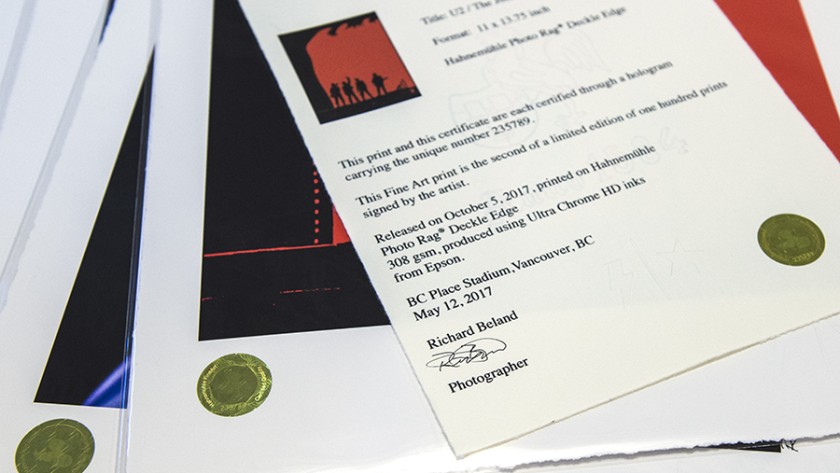 Title: U2 / The
Format: 11 x 13.75 inch
Hahnemühle Photo Rag® Deckle Edge
This print and this certificate are each certified through a hologram
carrying the unique number 235789.
This Fine Art print is the second of a limited edition of one hundred prints
signed by the artist.
Released on October 5, 2017, printed on Hahnemühle
Photo Rag® Deckle Edge
308 gsm, produced using Ultra Chrome HD inks
from Epson.
BC Place Stadium,Vancouver, BC
May 12, 2017
Richard Beland
Photographer